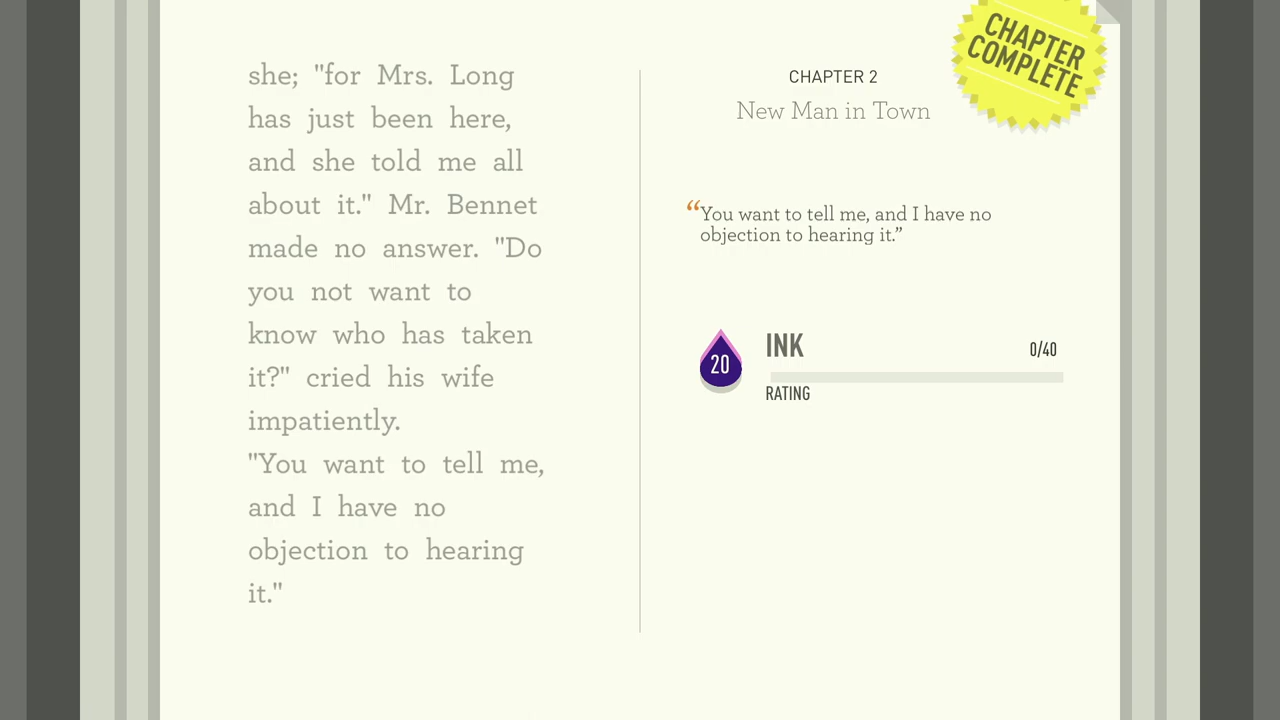 she; "for Mrs. Long
has just been here,
and she told me all
about it." Mr. Bennet
made no answer. "Do
you not want to
know who has taken
it?" cried his wife
impatiently.
"You want to tell me,
and I have no
objection to hearing
it."
CHAPTER 2
New Man in Town
CHAPTER
COMPLETE
“You want to tell me, and I have no
objection to hearing it.”
20
INK
0/40
RATING